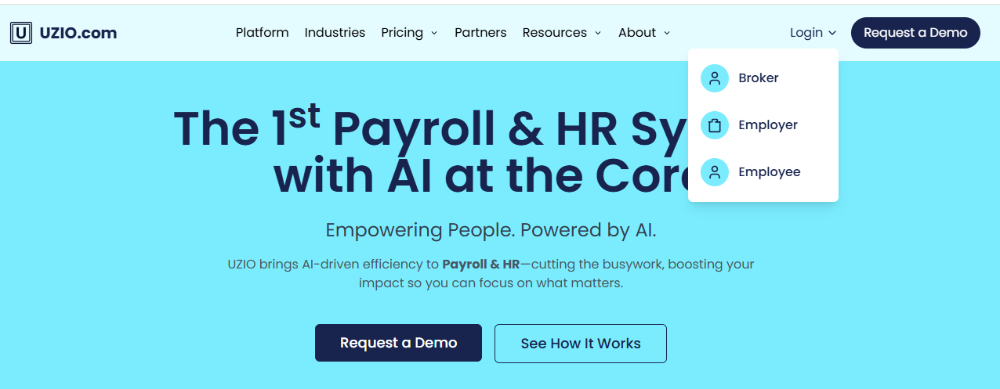 U UZIO.com
Platform Industries Pricing Partners Resources About Login Request a Demo
Broker
Employer
Employee
The 1st Payroll & HR
with AI at the
Empowering People. Powered by AI.
UZIO brings AI-driven efficiency to Payroll & HR—cutting the busywork, boosting your
impact so you can focus on what matters.
Request a Demo See How It Works